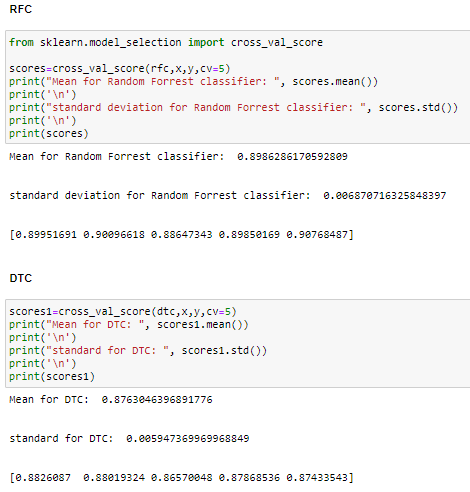 RFC
from sklearn.model_selection import cross_val_score
scores=cross_val_score(rfc,x,y,cv=5)
print("Mean for Random Forrest classifier: ", scores.mean())
print('\n')
print("standard deviation for Random Forrest classifier: ", scores.std())
print('\n')
print(scores)
Mean for Random Forrest classifier:  0.8986286170592809
standard deviation for Random Forrest classifier:  0.006870716325848397
[0.89951691 0.90096618 0.88647343 0.89850169 0.90768487]
DTC
scores1=cross_val_score(dtc,x,y,cv=5)
print("Mean for DTC: ", scores1.mean())
print('\n')
print("standard for DTC: ", scores1.std())
print('\n')
print(scores1)
Mean for DTC:  0.8763046396891776
standard for DTC:  0.005947369969968849
[0.8826087  0.88019324 0.86570048 0.87868536 0.87433543]